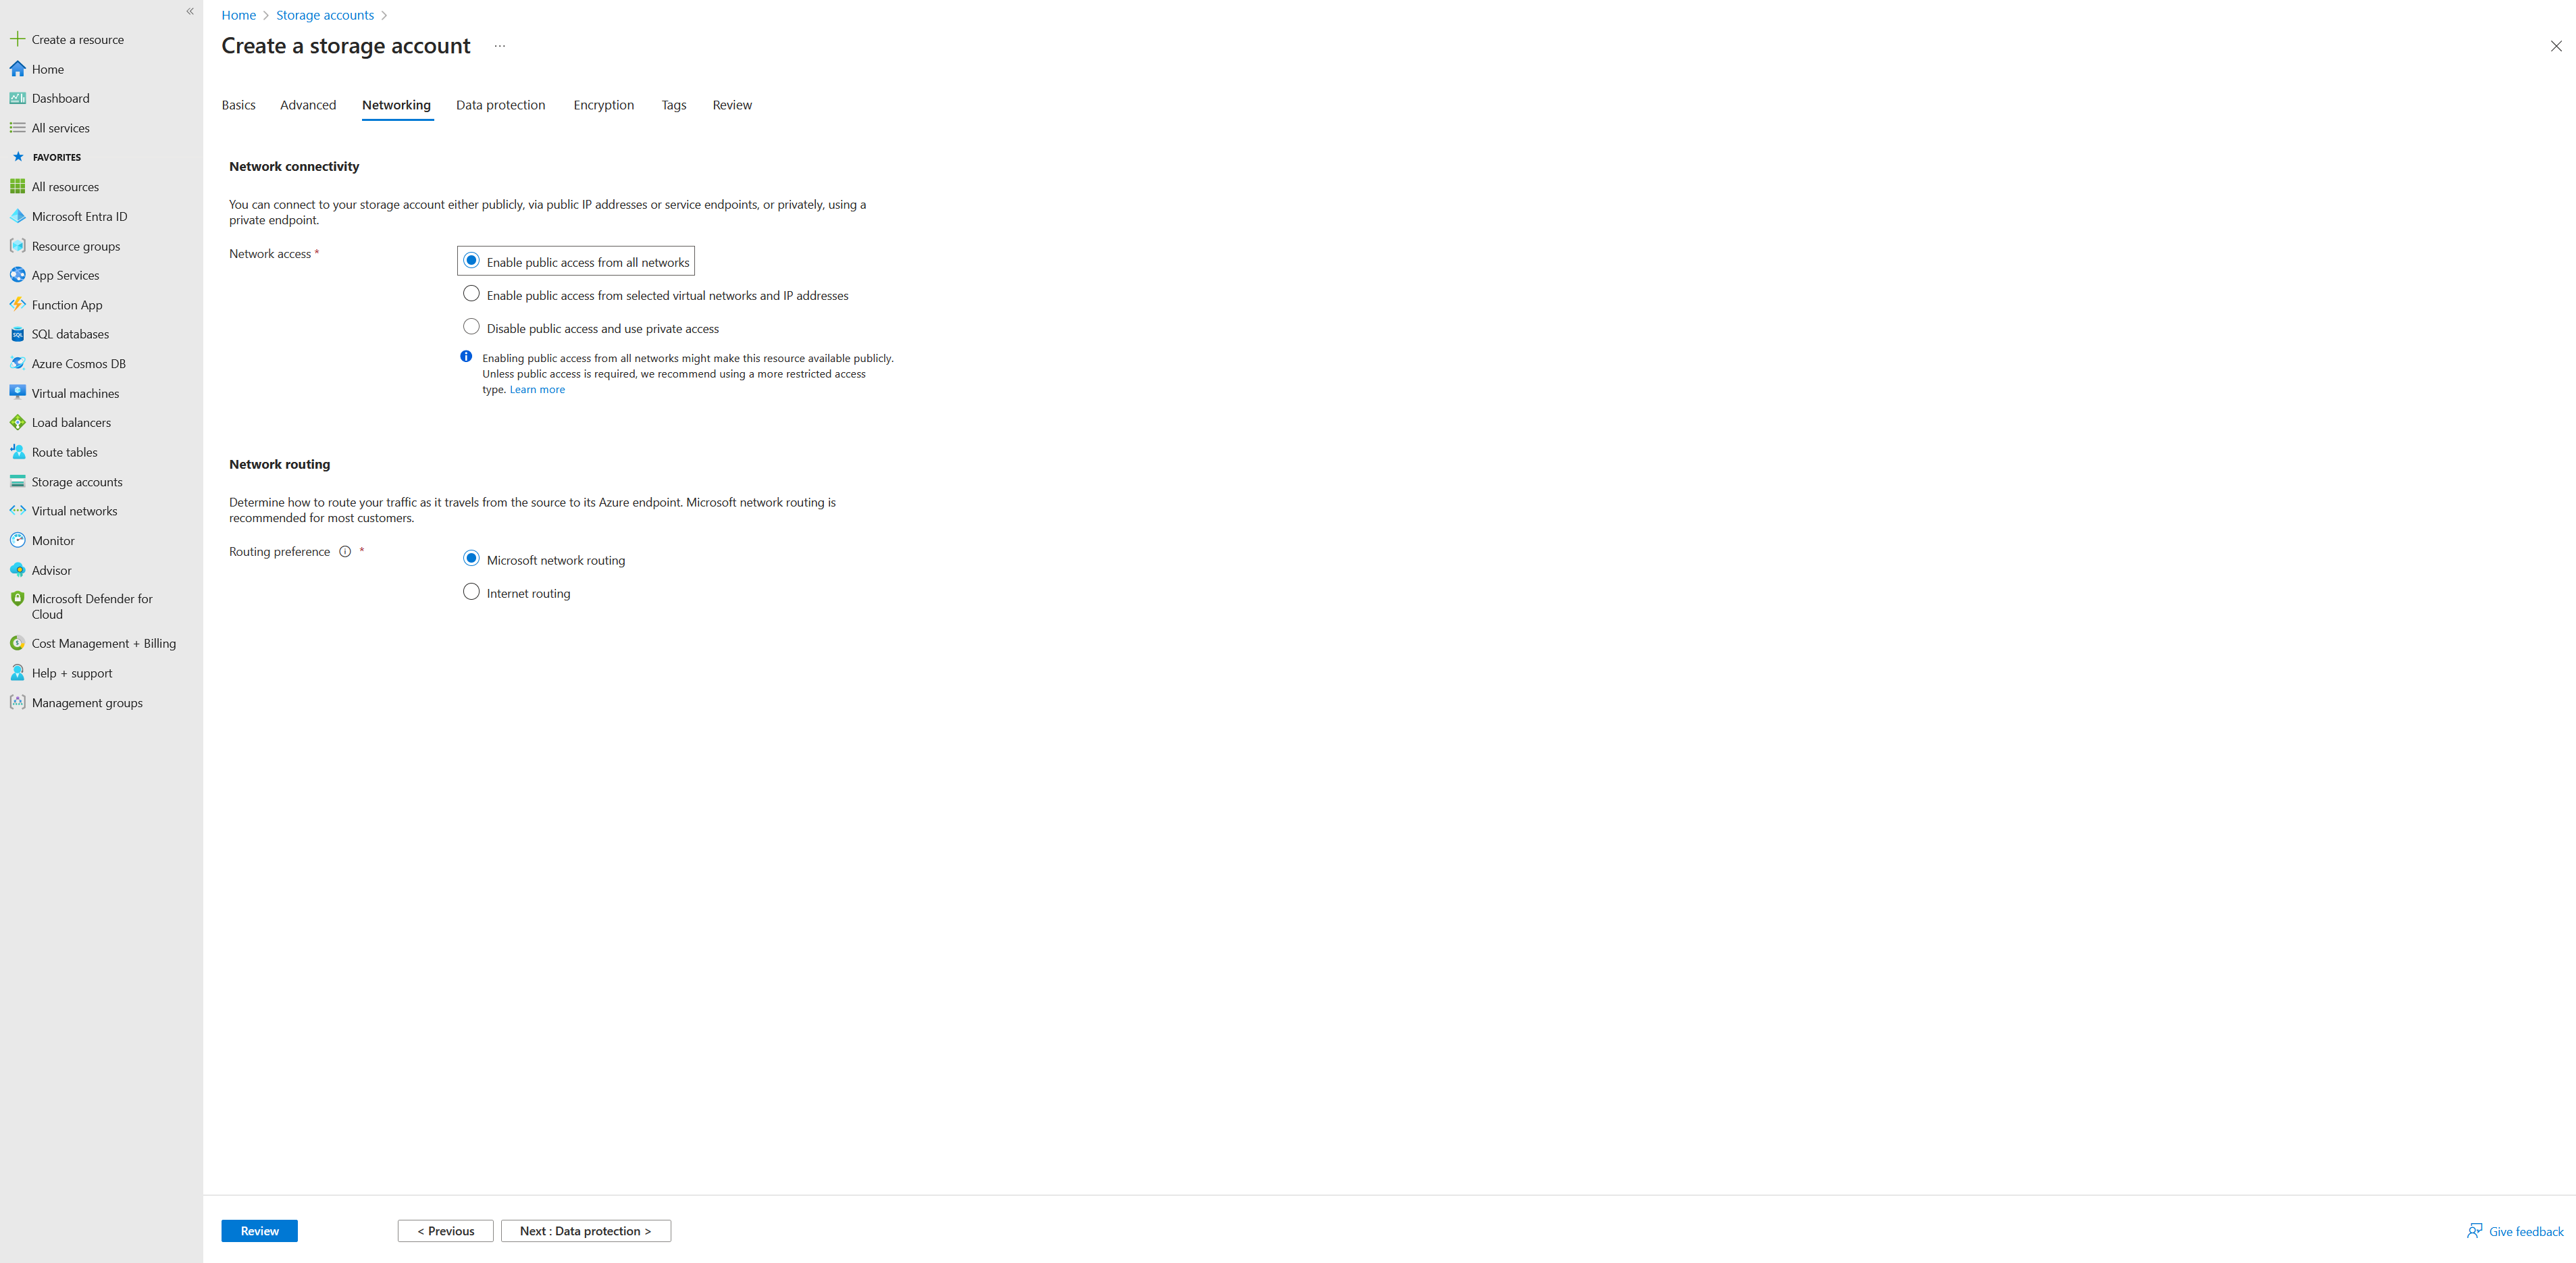 «
Create a resource
Home
Dashboard
All services
FAVORITES
All resources
Microsoft Entra ID
Resource groups
App Services
Function App
SQL databases
Azure Cosmos DB
Virtual machines
Load balancers
Route tables
Storage accounts
Virtual networks
Monitor
Advisor
Microsoft Defender for
Cloud
Cost Management + Billing
Help + support
Management groups
Home > Storage accounts >
Create a storage account ...
Basics Advanced Networking Data protection Encryption Tags Review
Network connectivity
You can connect to your storage account either publicly, via public IP addresses or service endpoints, or privately, using a
private endpoint.
Network access *
Enable public access from all networks
Enable public access from selected virtual networks and IP addresses
Disable public access and use private access
Enabling public access from all networks might make this resource available publicly.
Unless public access is required, we recommend using a more restricted access
type. Learn more
Network routing
Determine how to route your traffic as it travels from the source to its Azure endpoint. Microsoft network routing is
recommended for most customers.
Routing preference *
Microsoft network routing
Internet routing
Review < Previous Next : Data protection > Give feedback